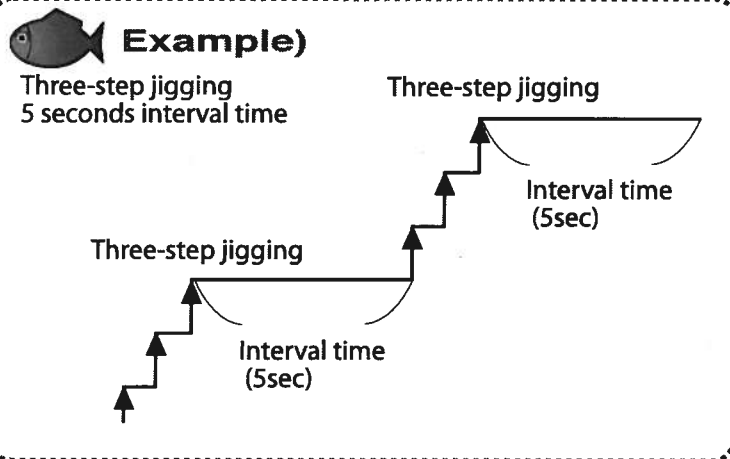 Example)
Three-step jigging
5 seconds interval time
Three-step jigging
Interval time
(5sec)
Three-step jigging
Interval time
(5sec)